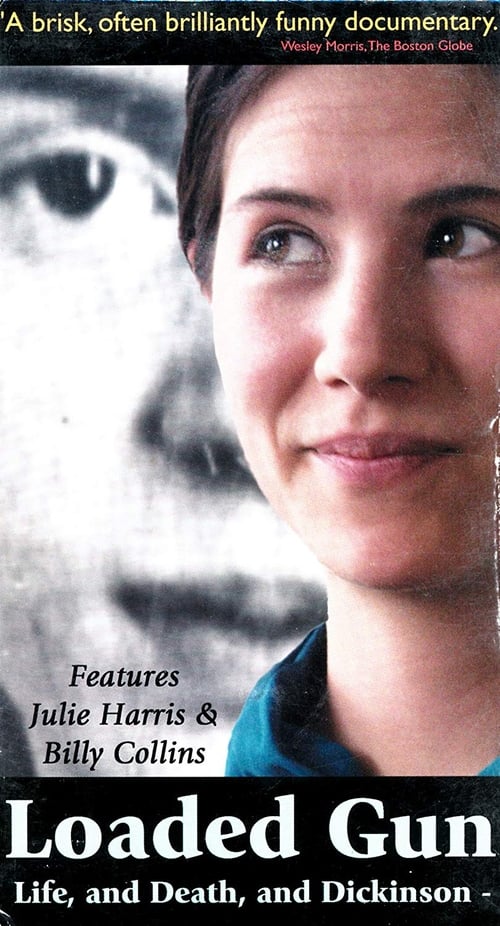 'A brisk, often brilliantly funny documentary.
Wesley Morris, The Boston Globe
Features
Julie Harris &
Billy Collins
Loaded Gun
Life, and Death, and Dickinson -